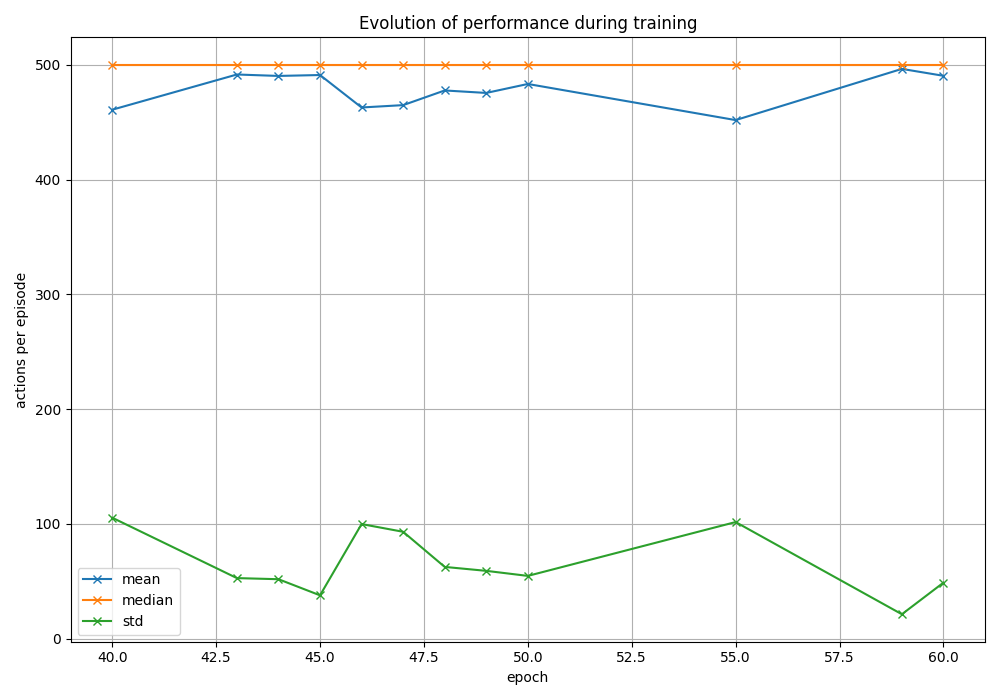 Evolution of performance during training
actions per episode
500
400
300
200
100
0
mean
median
std
40.0 42.5 45.0 47.5 50.0 52.5 55.0 57.5 60.0
epoch